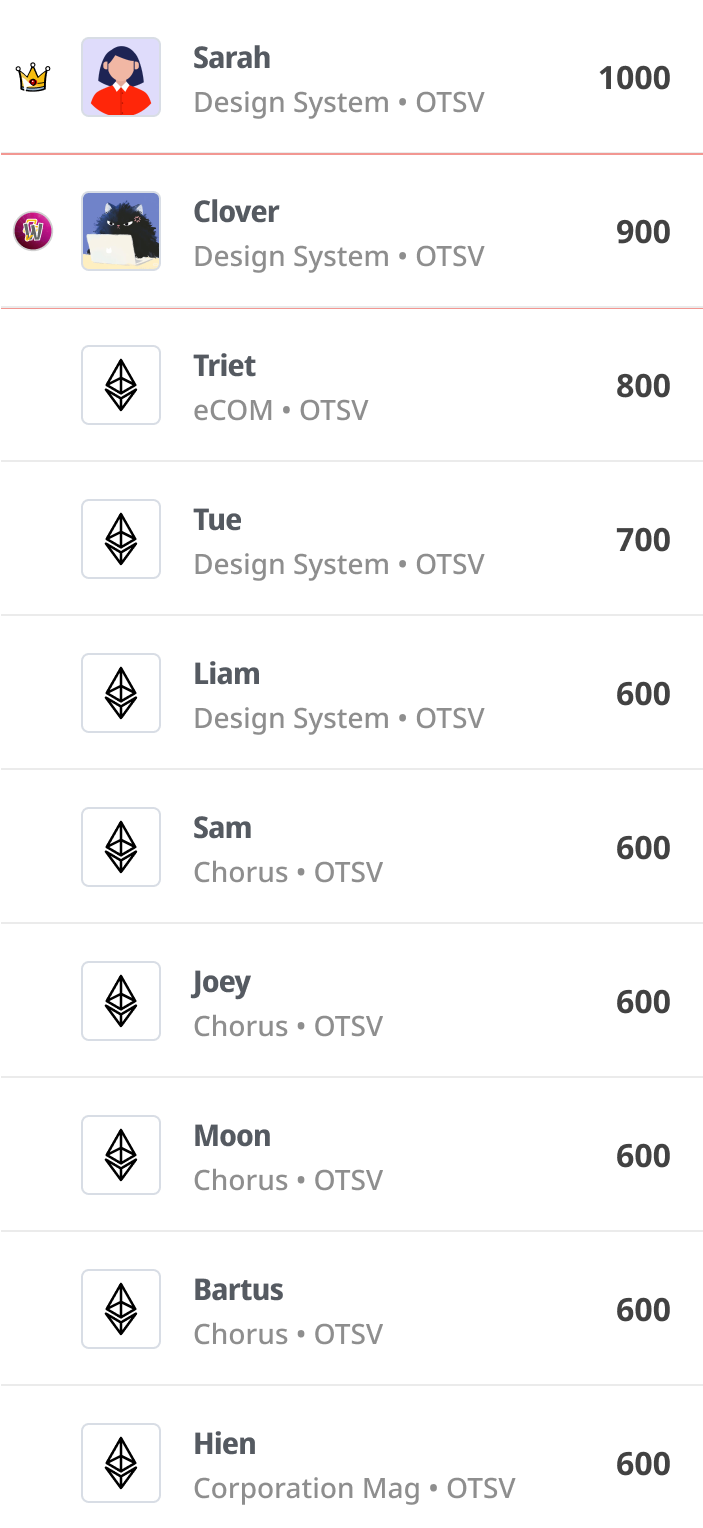 Sarah
Design System • OTSV
1000
Clover
Design System • OTSV
900
Triet
eCOM • OTSV
800
Tue
Design System • OTSV
700
Liam
Design System • OTSV
600
Sam
Chorus • OTSV
600
Joey
Chorus • OTSV
600
Moon
Chorus • OTSV
600
Bartus
Chorus • OTSV
600
Hien
Corporation Mag • OTSV
600